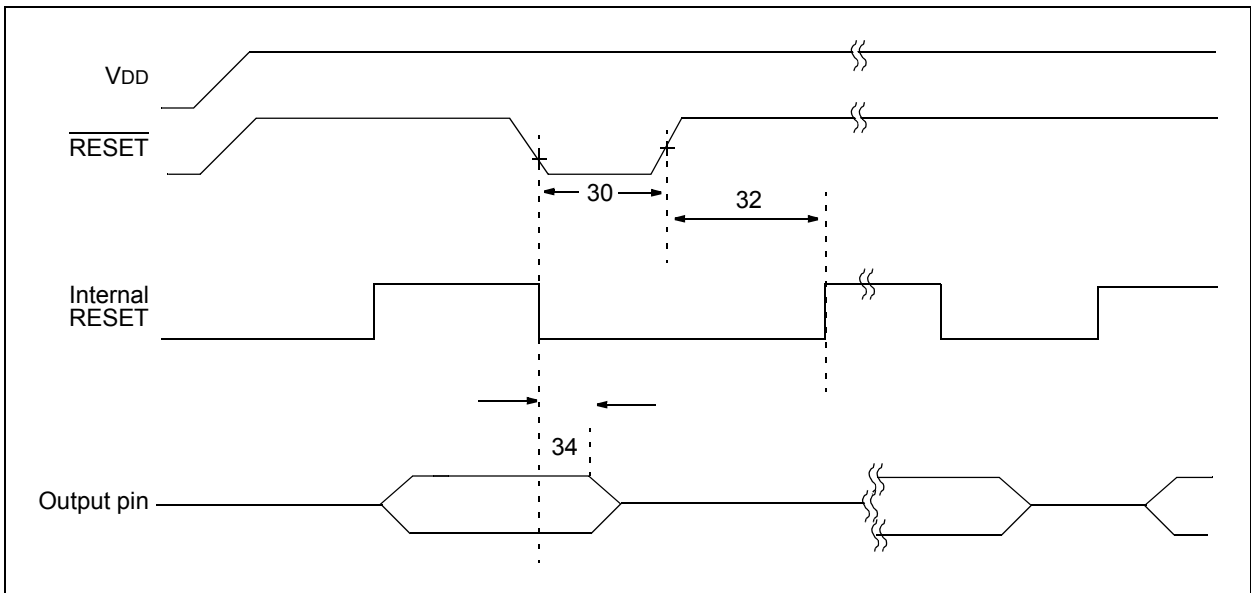 VDD
RESET
30
32
Internal
RESET
34
Output pin